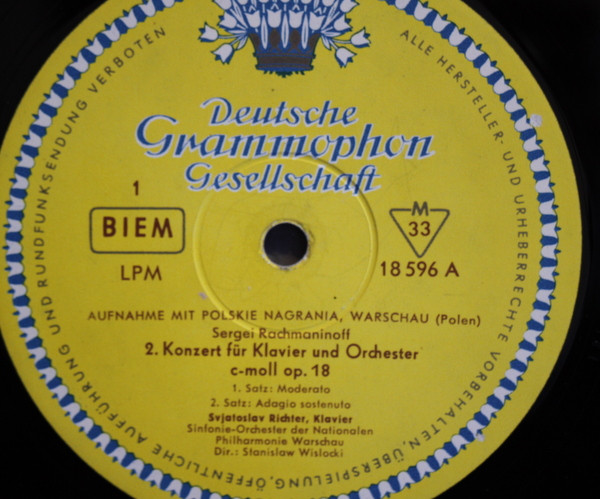 Deutsche
Grammophon
Gesellschaft
1
BIEM
LPM
M
33
18 596 A
AUFNAHME MIT POLSKIE NAGRANIA, WARSCHAU (Polen)
Sergei Rachmaninoff
2. Konzert für Klavier und Orchester
c-moll op. 18
1. Satz: Moderato
2. Satz: Adagio sostenuto
Svjatoslav Richter, Klavier
Sinfonie-Orchester der Nationalen
Philharmonie Warschau
Dir.: Stanislaw Wislocki
ALLE HERSTELLER- UND URHEBERRECHTE VORBEHALTEN, ÜBERSPIELUNG, ÖFFENTLICHE AUFFÜHRUNG UND RUNDFUNKSENDUNG VERBOTEN